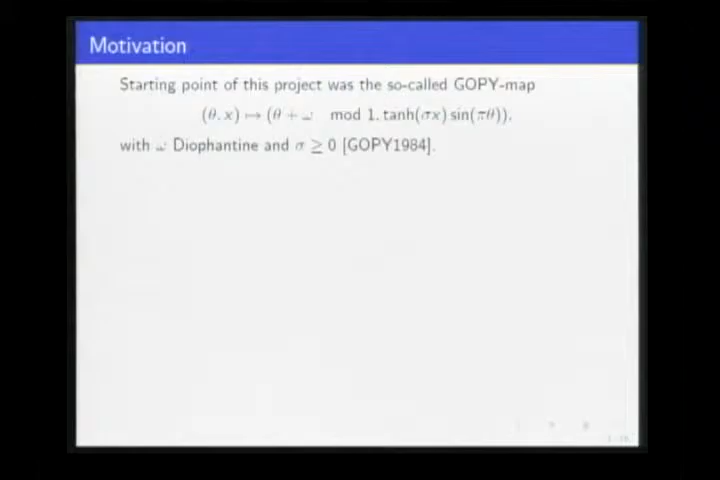 Motivation
Starting point of this project was the so-called GOPY-map
(θ, x) ↦ (θ + ω mod 1, tanh(σx) sin(πθ)),
with ω Diophantine and σ ≥ 0 [GOPY1984].